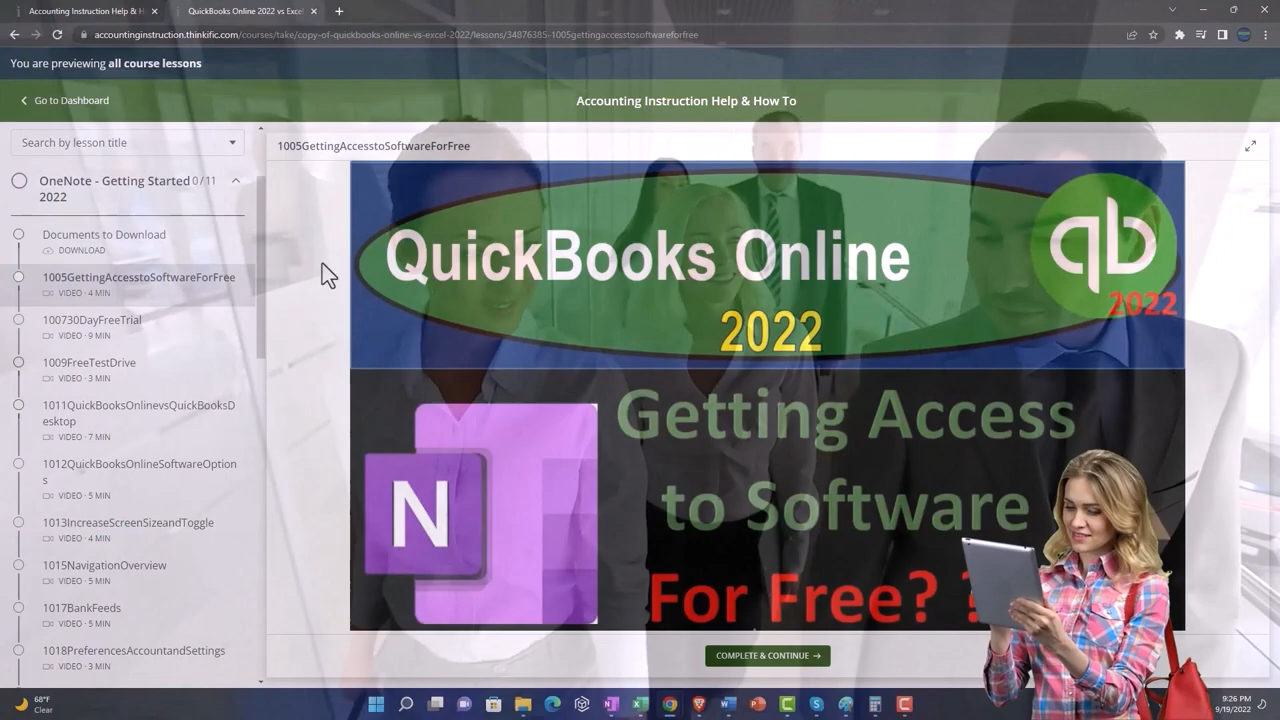 Accounting Instruction Help & H
QuickBooks Online 2022 vs Exce
accountinginstruction.thinkific.com/courses/take/copy-of-quickbooks-online-vs-excel-2022/lessons/34876385-1005gettingaccesstosoftwareforfree
You are previewing all course lessons
Go to Dashboard
Accounting Instruction Help & How To
Search by lesson title
OneNote - Getting Started 0/11
2022
Documents to Download
DOWNLOAD
1005GettingAccesstoSoftwareForFree
VIDEO · 4 MIN
100730DayFreeTrial
VIDEO · 9 MIN
1009FreeTestDrive
VIDEO · 3 MIN
1011QuickBooksOnlinevsQuickBooksD
esktop
VIDEO · 7 MIN
1012QuickBooksOnlineSoftwareOption
s
VIDEO · 5 MIN
1013IncreaseScreenSizeandToggle
VIDEO · 4 MIN
1015NavigationOverview
VIDEO · 5 MIN
1017BankFeeds
VIDEO · 5 MIN
1018PreferencesAccountandSettings
VIDEO · 3 MIN
1005GettingAccesstoSoftwareForFree
QuickBooks Online
2022
qb
2022
N
Getting Access
to Software
For Free? ?
COMPLETE & CONTINUE →
68°F
Clear
9:26 PM
9/19/2022